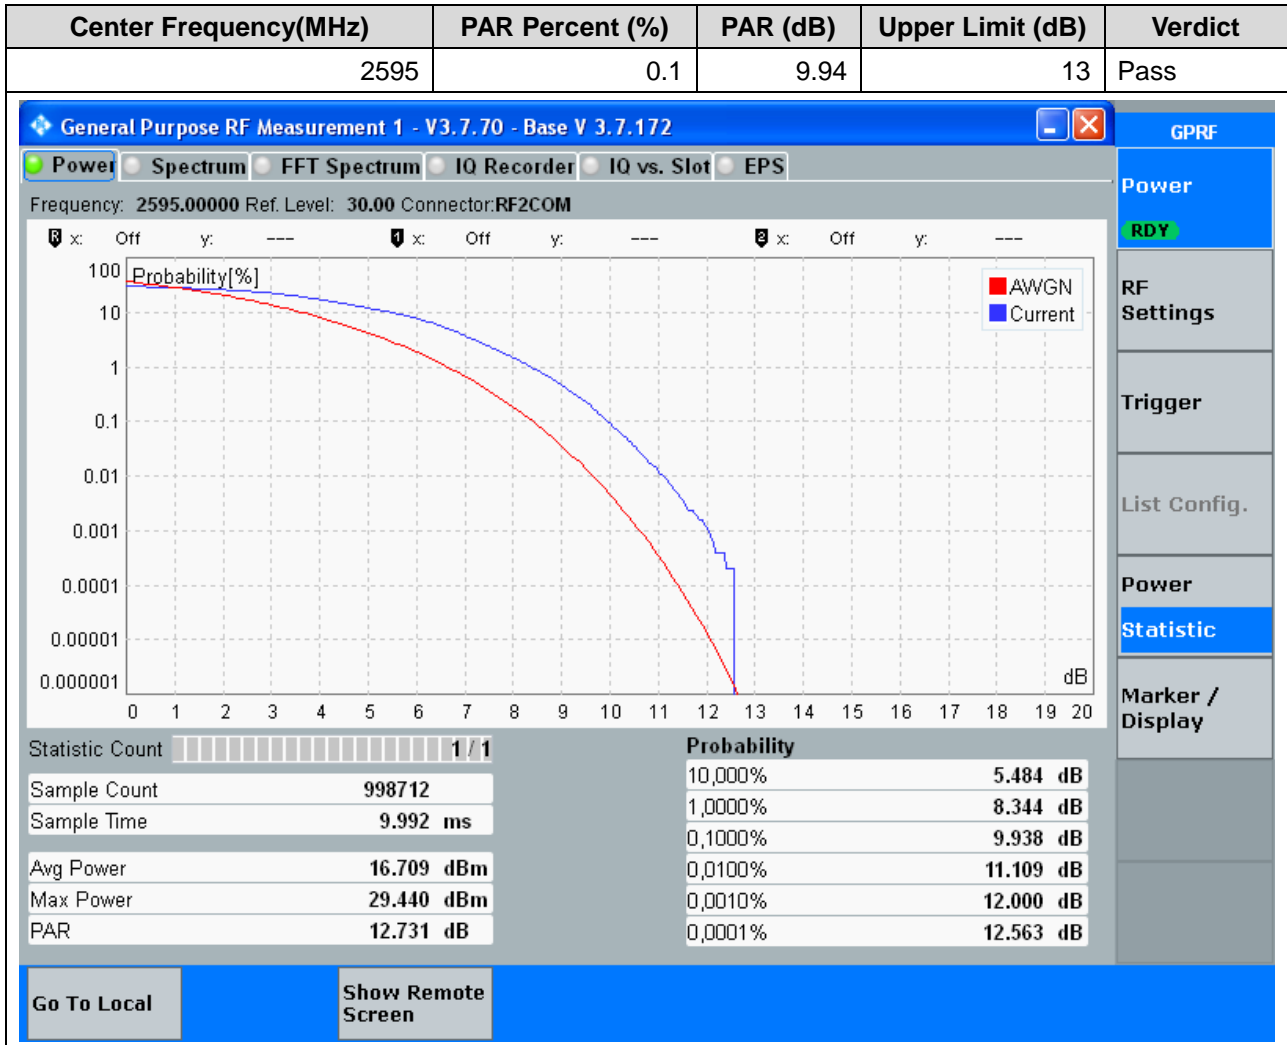 Center Frequency(MHz) PAR Percent (%) PAR (dB) Upper Limit (dB) Verdict
2595 0.1 9.94 13 Pass
General Purpose RF Measurement 1 - V3.7.70 - Base V 3.7.172
GPRF
Power Spectrum FFT Spectrum IQ Recorder IQ vs. Slot EPS
Frequency: 2595.00000 Ref. Level: 30.00 Connector:RF2COM
R x: Off y: --- 1 x: Off y: --- 2 x: Off y: ---
Probability[%]
100
10
1
0.1
0.01
0.001
0.0001
0.00001
0.000001
AWGN
Current
dB
0 1 2 3 4 5 6 7 8 9 10 11 12 13 14 15 16 17 18 19 20
Statistic Count 1 / 1
Sample Count 998712
Sample Time 9.992 ms
Avg Power 16.709 dBm
Max Power 29.440 dBm
PAR 12.731 dB
Probability
10,000% 5.484 dB
1,0000% 8.344 dB
0,1000% 9.938 dB
0,0100% 11.109 dB
0,0010% 12.000 dB
0,0001% 12.563 dB
Power
RDY
RF
Settings
Trigger
List Config.
Power
Statistic
Marker /
Display
Go To Local
Show Remote
Screen